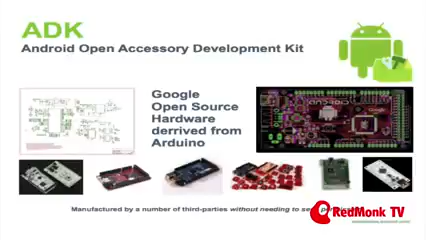 ADK
Android Open Accessory Development Kit
Google
Open Source
Hardware
derrived from
Arduino
Manufactured by a number of third-parties without needing to
RedMonk TV